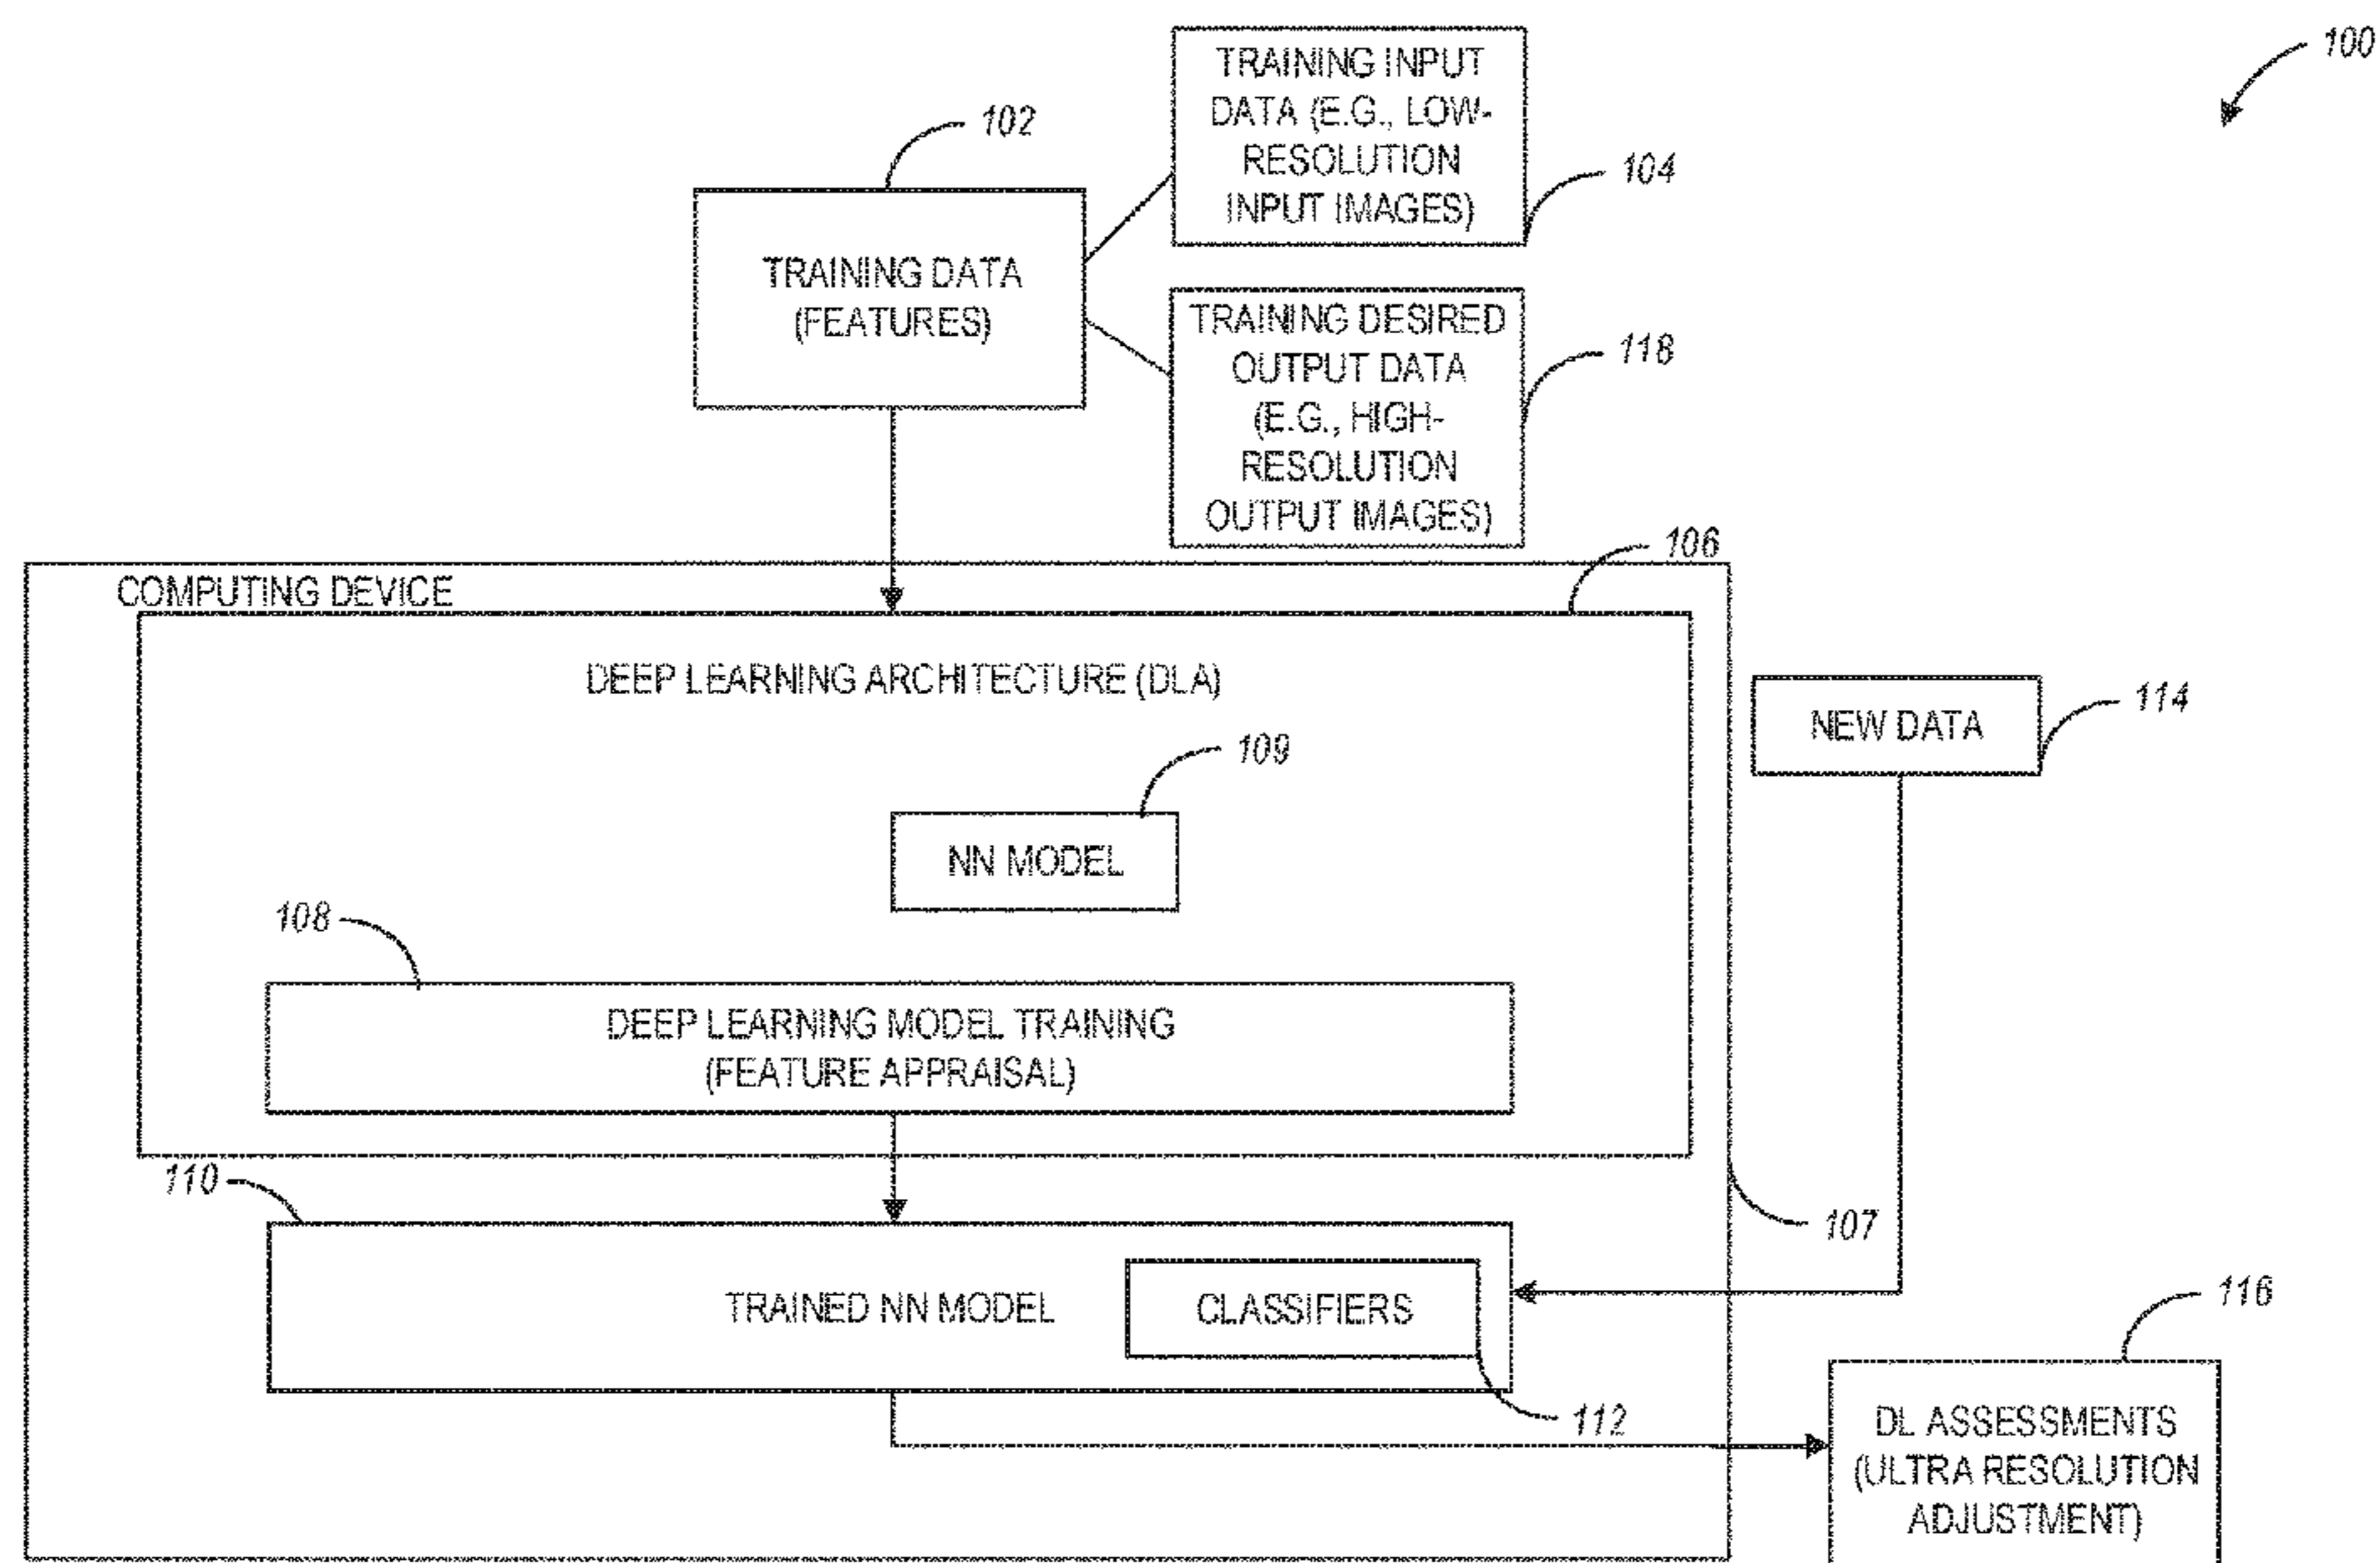 100
TRAINING INPUT
DATA (E.G., LOW-
RESOLUTION
INPUT IMAGES)
104
102
TRAINING DATA
(FEATURES)
TRAINING DESIRED
OUTPUT DATA
(E.G., HIGH-
RESOLUTION
OUTPUT IMAGES)
118
106
COMPUTING DEVICE
DEEP LEARNING ARCHITECTURE (DLA)
114
NEW DATA
109
NN MODEL
108
DEEP LEARNING MODEL TRAINING
(FEATURE APPRAISAL)
110
107
TRAINED NN MODEL
CLASSIFIERS
112
116
DL ASSESSMENTS
(ULTRA RESOLUTION
ADJUSTMENT)